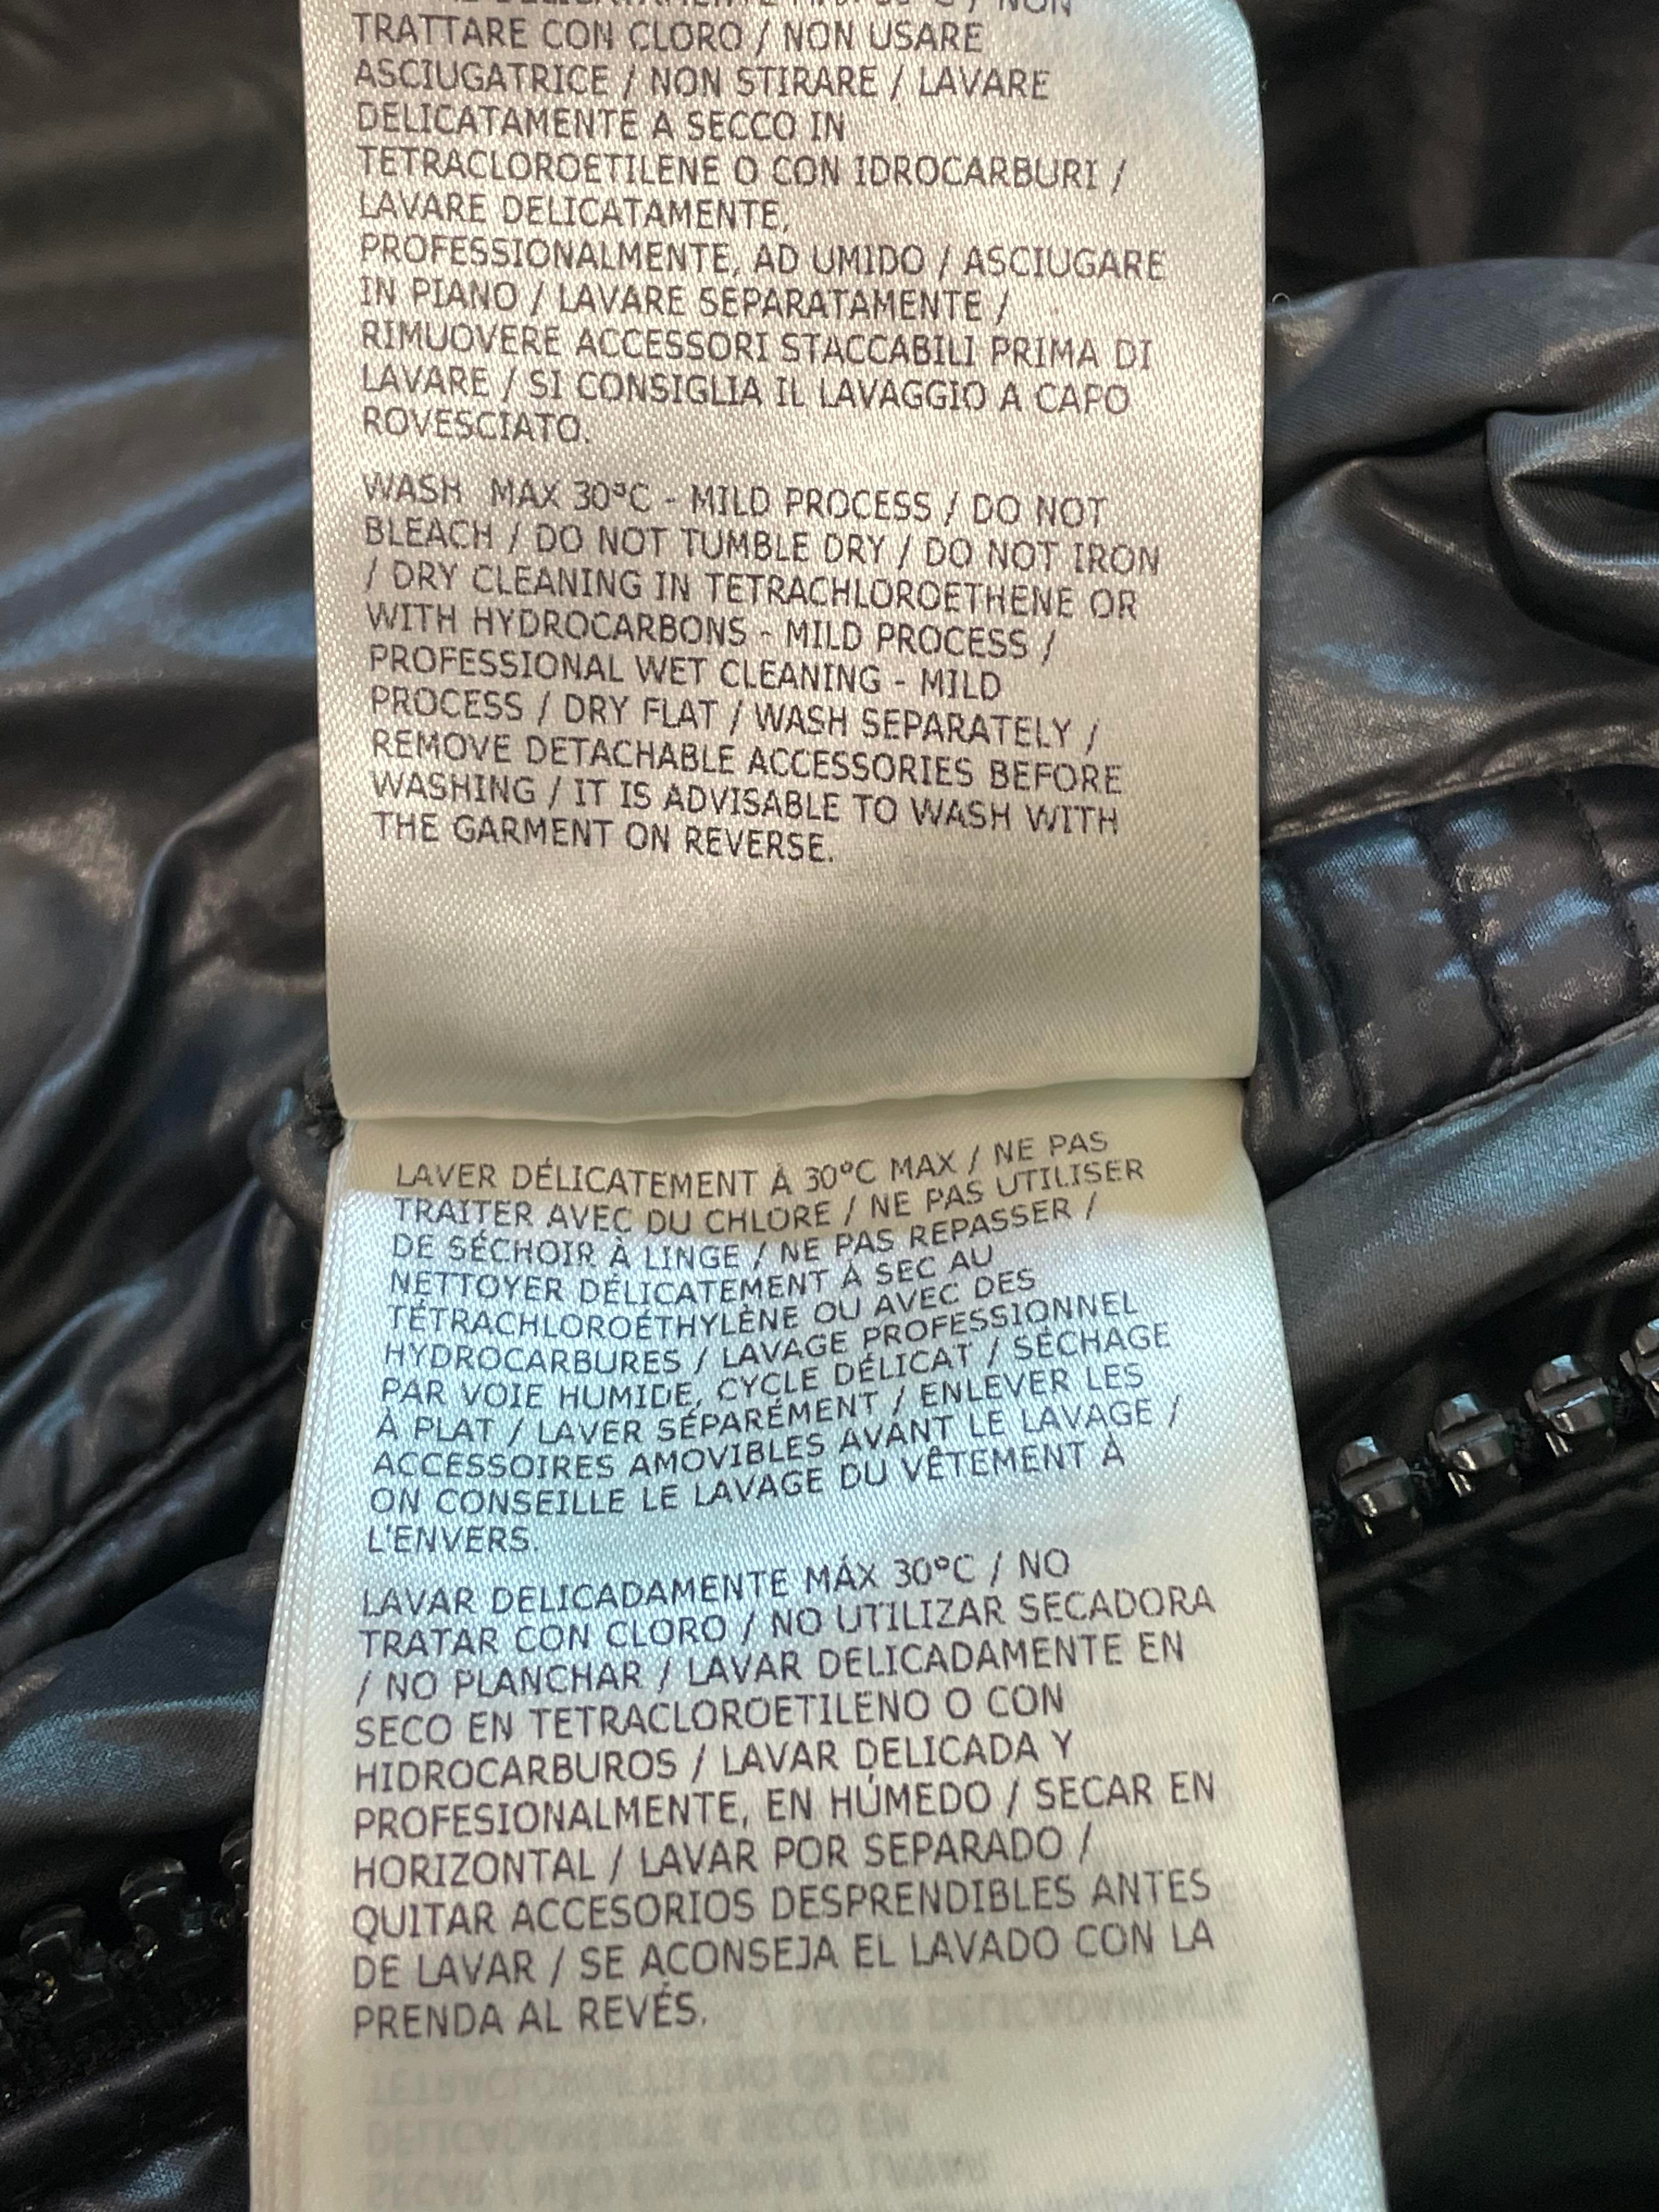 NON
TRATTARE CON CLORO / NON USARE
ASCIUGATRICE / NON STIRARE / LAVARE
DELICATAMENTE A SECCO IN
TETRACLOROETILENE O CON IDROCARBURI /
LAVARE DELICATAMENTE,
PROFESSIONALMENTE, AD UMIDO / ASCIUGARE
IN PIANO / LAVARE SEPARATAMENTE /
RIMUOVERE ACCESSORI STACCABILI PRIMA DI
LAVARE / SI CONSIGLIA IL LAVAGGIO A CAPO
ROVESCIATO.
WASH MAX 30°C - MILD PROCESS / DO NOT
BLEACH / DO NOT TUMBLE DRY / DO NOT IRON
/ DRY CLEANING IN TETRACHLOROETHENE OR
WITH HYDROCARBONS - MILD PROCESS /
PROFESSIONAL WET CLEANING - MILD
PROCESS / DRY FLAT / WASH SEPARATELY /
REMOVE DETACHABLE ACCESSORIES BEFORE
WASHING / IT IS ADVISABLE TO WASH WITH
THE GARMENT ON REVERSE.
LAVER DÉLICATEMENT À 30°C MAX / NE PAS
TRAITER AVEC DU CHLORE / NE PAS UTILISER
DE SÉCHOIR À LINGE / NE PAS REPASSER /
NETTOYER DÉLICATEMENT À SEC AU
TÉTRACHLOROÉTHYLÈNE OU AVEC DES
HYDROCARBURES / LAVAGE PROFESSIONNEL
PAR VOIE HUMIDE, CYCLE DÉLICAT / SÉCHAGE
À PLAT / LAVER SÉPARÉMENT / ENLEVER LES
ACCESSOIRES AMOVIBLES AVANT LE LAVAGE /
ON CONSEILLE LE LAVAGE DU VÊTEMENT À
L'ENVERS.
LAVAR DELICADAMENTE MÁX 30°C / NO
TRATAR CON CLORO / NO UTILIZAR SECADORA
/ NO PLANCHAR / LAVAR DELICADAMENTE EN
SECO EN TETRACLOROETILENO O CON
HIDROCARBUROS / LAVAR DELICADA Y
PROFESIONALMENTE, EN HÚMEDO / SECAR EN
HORIZONTAL / LAVAR POR SEPARADO /
QUITAR ACCESORIOS DESPRENDIBLES ANTES
DE LAVAR / SE ACONSEJA EL LAVADO CON LA
PRENDA AL REVÉS.